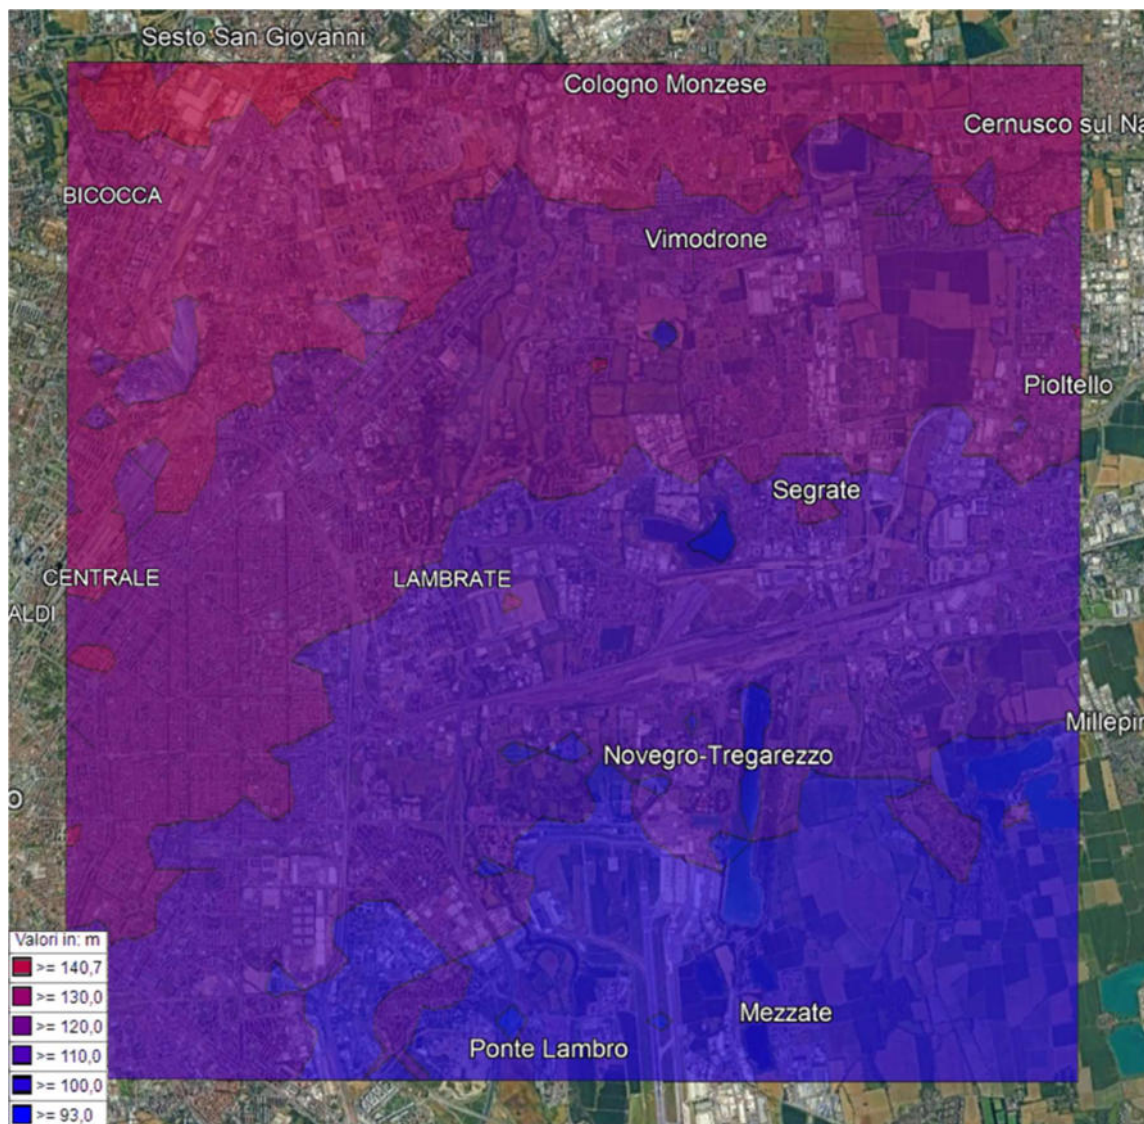 Sesto San Giovanni
Cologno Monzese
Cernusco sul Na
BICOCCA
Vimodrone
Pioltello
Segrate
CENTRALE
LAMBRATE
ALDI
Millepin
Novegro-Tregarezzo
O
Mezzate
Ponte Lambro
Valori in: m
>= 140,7
>= 130,0
>= 120,0
>= 110,0
>= 100,0
>= 93,0